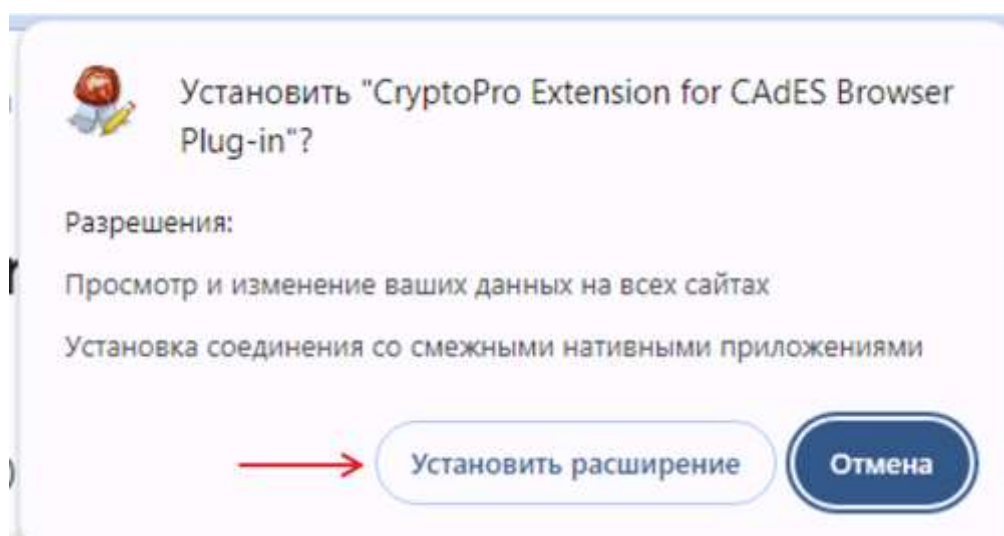 Установить "CryptoPro Extension for CAdES Browser
Plug-in"?
Разрешения:
Просмотр и изменение ваших данных на всех сайтах
Установка соединения со смежными нативными приложениями
Установить расширение
Отмена